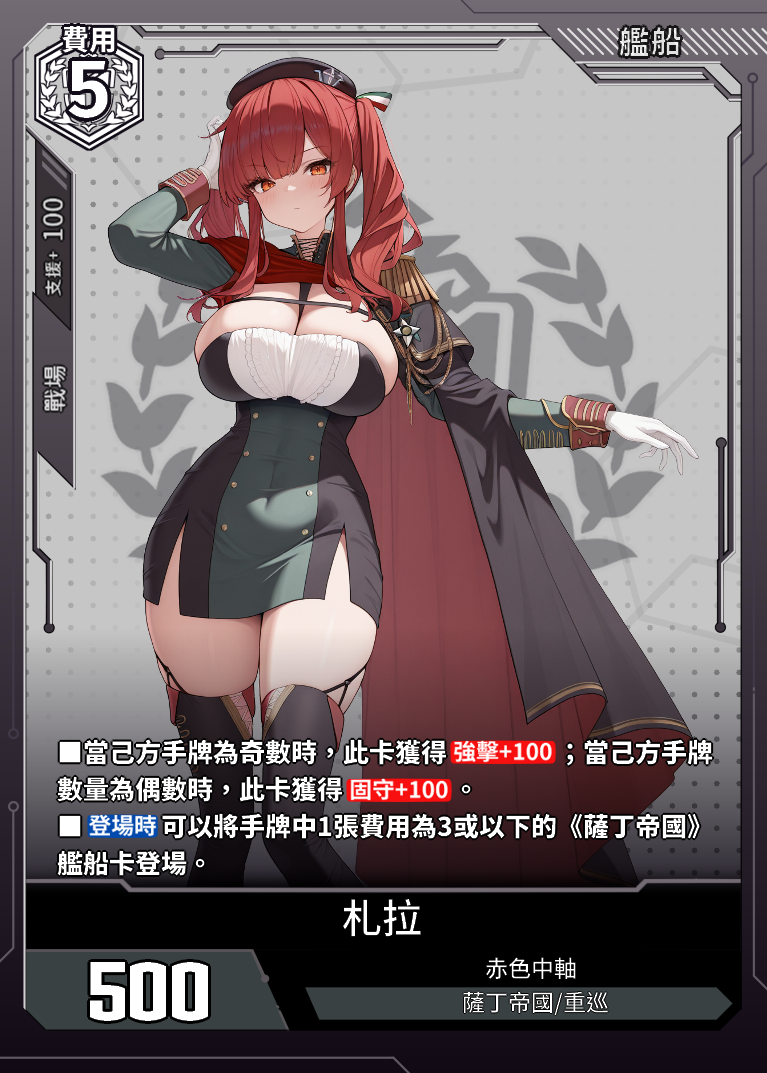 費用
5
艦船
支援+ 100
戰場
■當己方手牌為奇數時，此卡獲得 強擊+100 ；當己方手牌
數量為偶數時，此卡獲得 固守+100 。
■ 登場時 可以將手牌中1張費用為3或以下的《薩丁帝國》
艦船卡登場。
札拉
500
赤色中軸
薩丁帝國/重巡